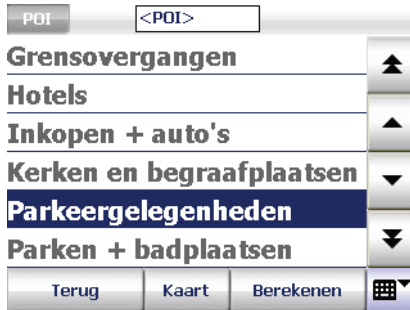 POI <POI>
Grensovergangen
Hotels
Inkopen + auto's
Kerken en begraafplaatsen
Parkeergelegenheden
Parken + badplaatsen
Terug Kaart Berekenen